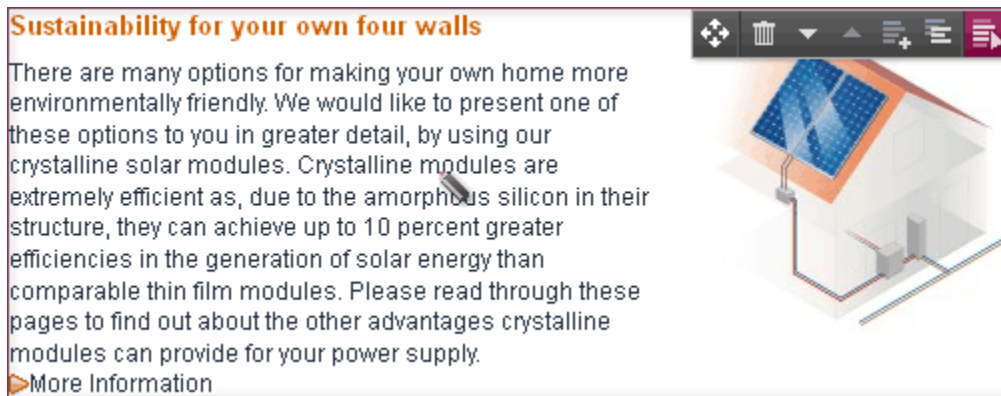 Sustainability for your own four walls
There are many options for making your own home more
environmentally friendly. We would like to present one of
these options to you in greater detail, by using our
crystalline solar modules. Crystalline modules are
extremely efficient as, due to the amorphous silicon in their
structure, they can achieve up to 10 percent greater
efficiencies in the generation of solar energy than
comparable thin film modules. Please read through these
pages to find out about the other advantages crystalline
modules can provide for your power supply.
More Information